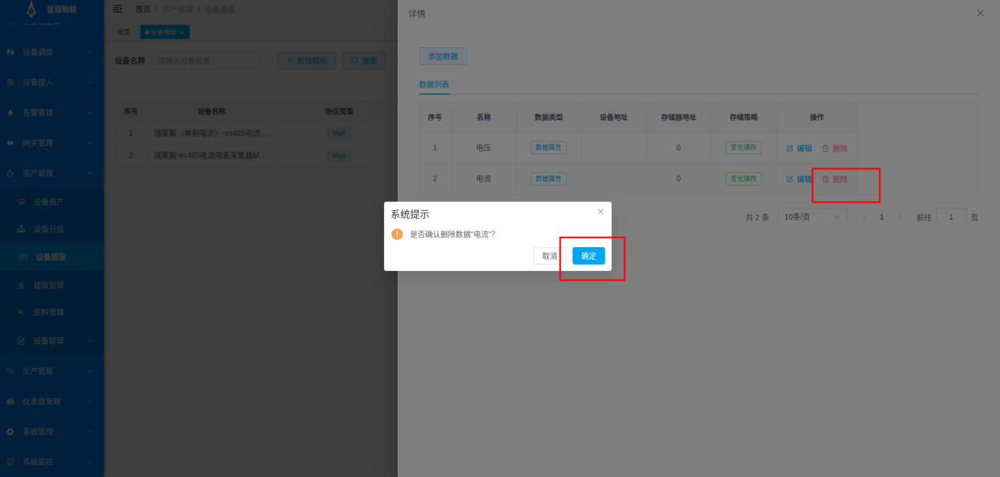 星观物联
首页 / 资产管理 / 设备模版
首页
设备模版 ×
设备调度
设备接入
告警管理
网关管理
资产管理
设备资产
设备分组
设备模版
建筑管理
资料管理
设备管理
生产管理
仪表盘管理
系统管理
系统监控
设备名称 请输入设备名称 + 新增模板 搜索
序号 设备名称 协议类型
1 瑞莱斯（单相电流）-es485电流... Mqtt
2 瑞莱斯-es485电流电表采集器M... Mqtt
详情
添加数据
数据列表
序号 名称 数据类型 设备地址 存储器地址 存储策略 操作
1 电压 数据属性 0 变化储存 编辑 删除
2 电流 数据属性 0 变化储存 编辑 删除
共 2 条 10条/页 < 1 > 前往 1 页
系统提示
是否确认删除数据"电流"?
取消 确定